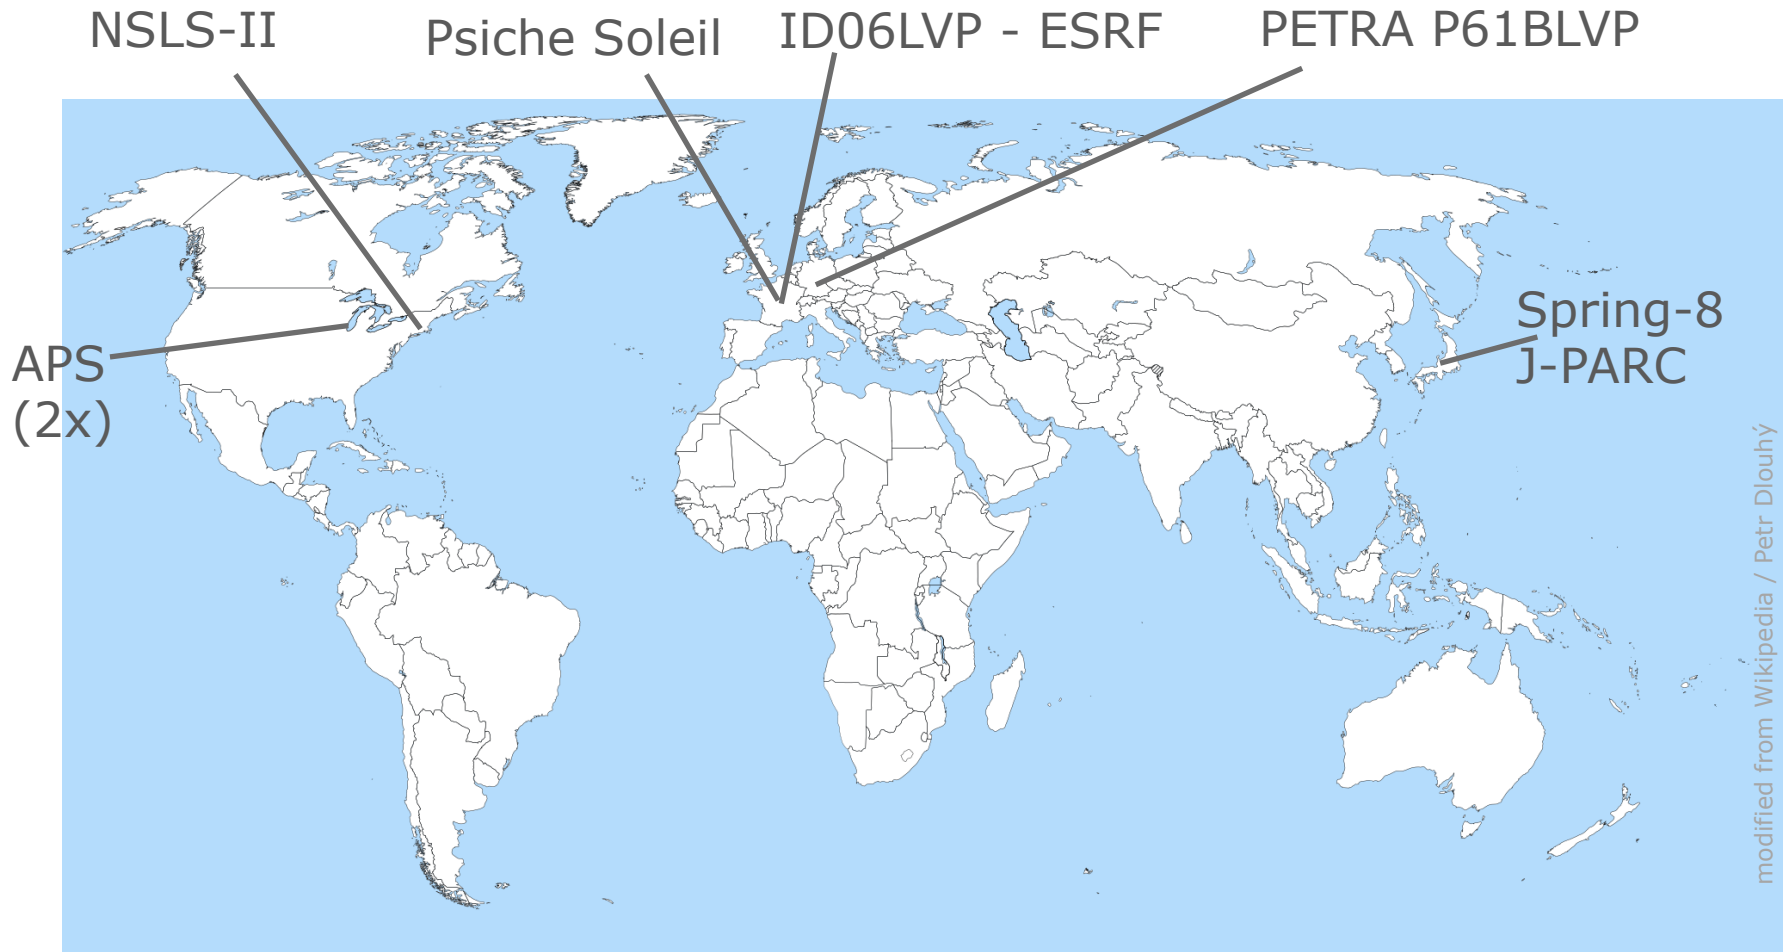 NSLS-II
Psiche Soleil
ID06LVP - ESRF
PETRA P61BLVP
APS
(2x)
Spring-8
J-PARC
modified from Wikipedia / Petr Dlouhý